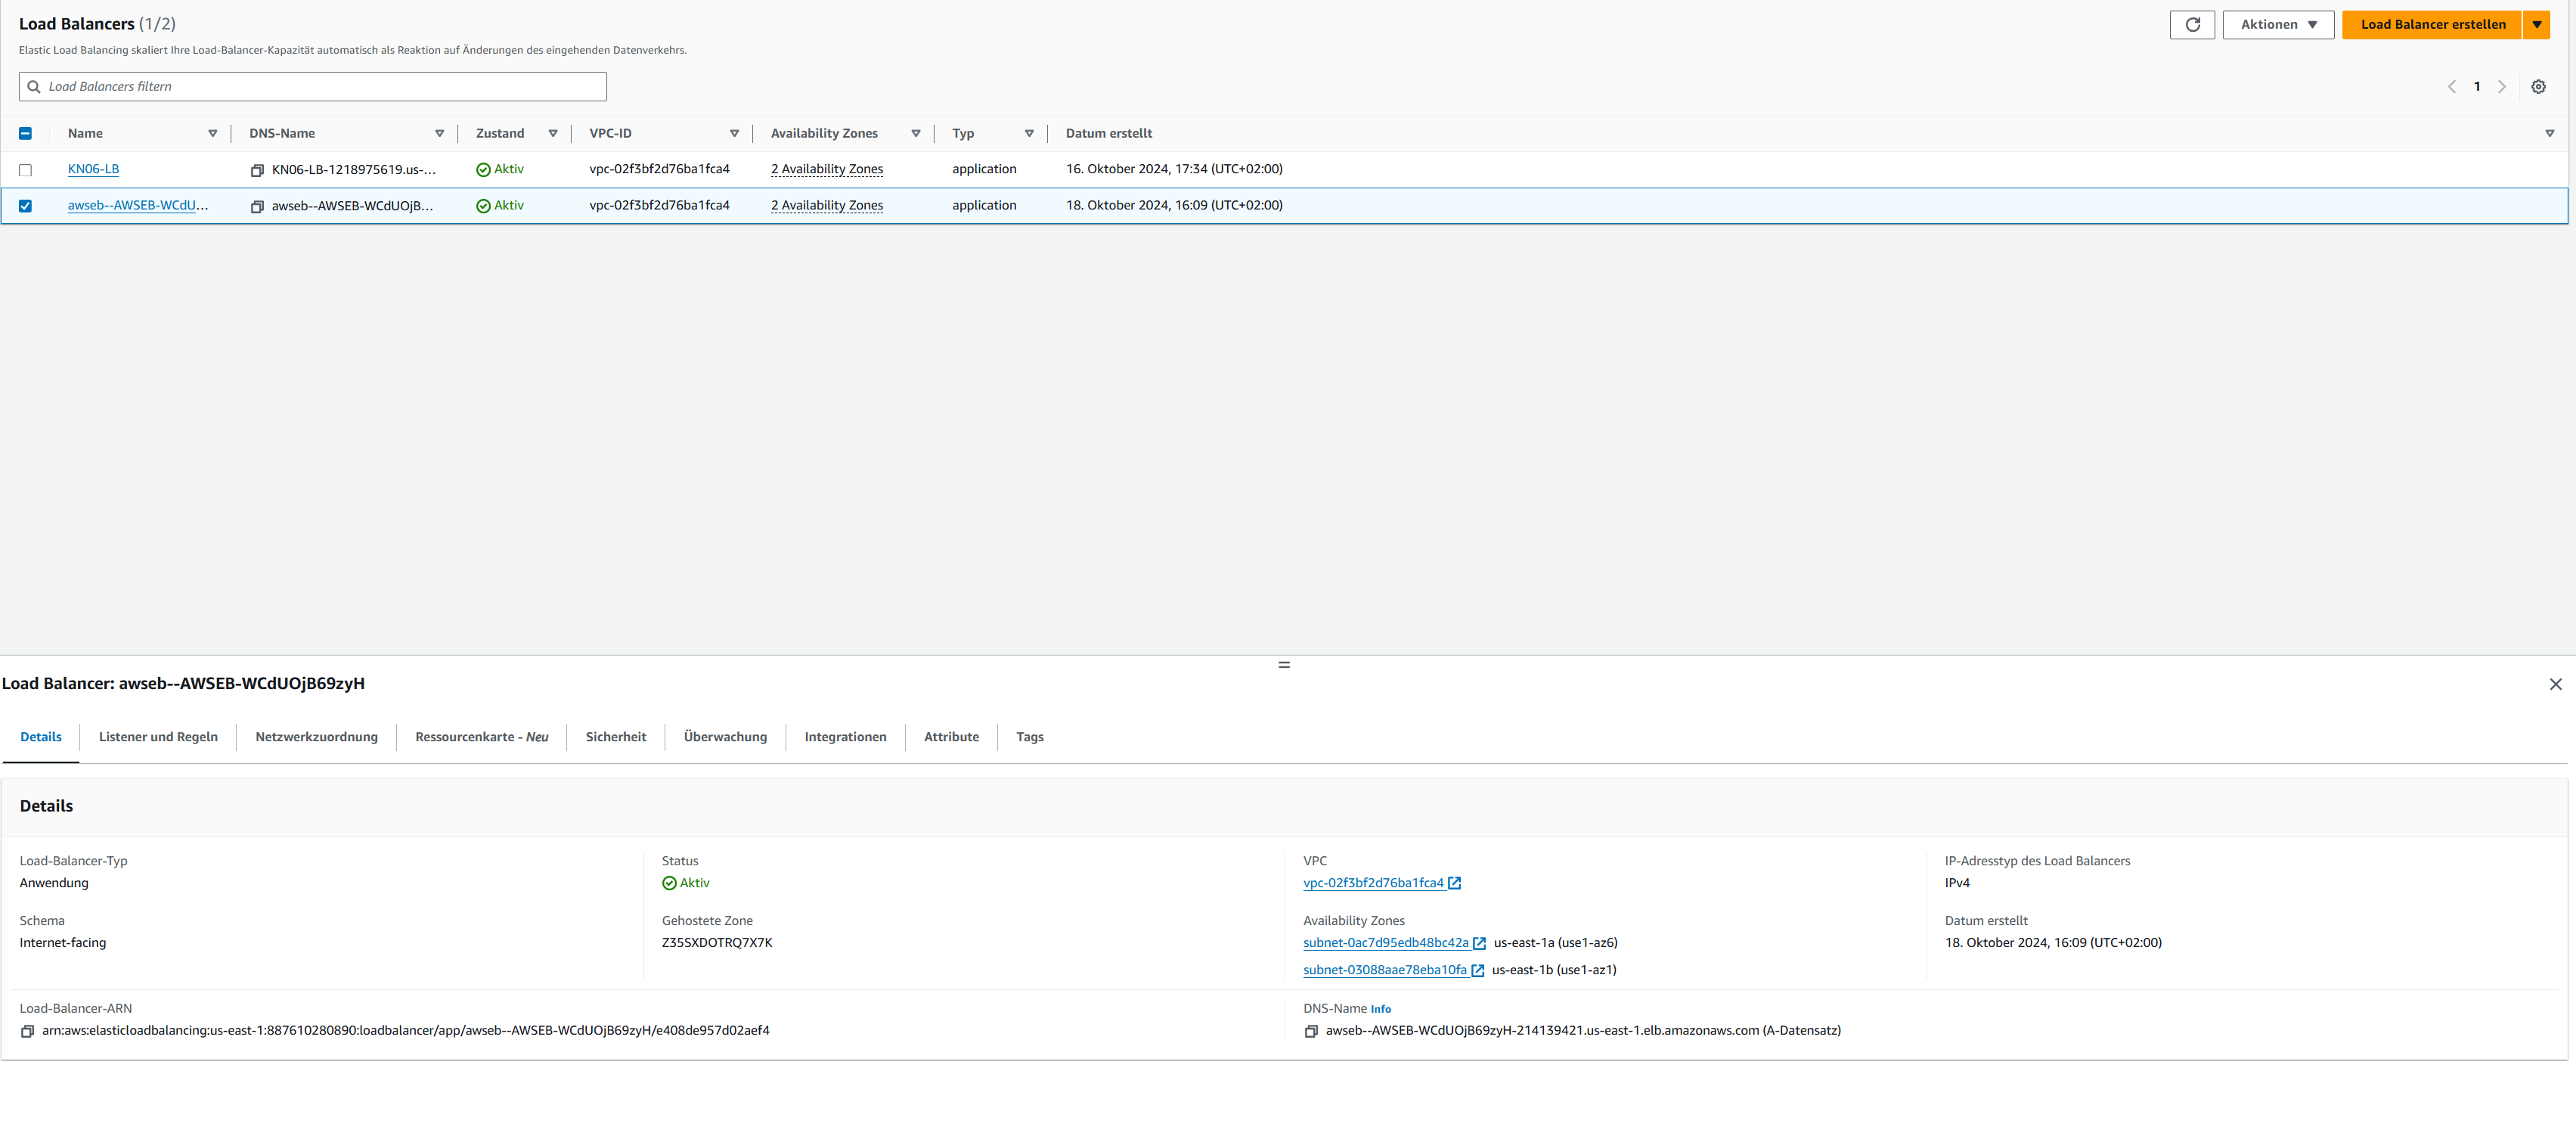 Load Balancers (1/2)
Aktionen
Load Balancer erstellen
Elastic Load Balancing skaliert Ihre Load-Balancer-Kapazität automatisch als Reaktion auf Änderungen des eingehenden Datenverkehrs.
Load Balancers filtern
1
Name DNS-Name Zustand VPC-ID Availability Zones Typ Datum erstellt
KN06-LB KN06-LB-1218975619.us-... Aktiv vpc-02f3bf2d76ba1fca4 2 Availability Zones application 16. Oktober 2024, 17:34 (UTC+02:00)
awseb--AWSEB-WCdU... awseb--AWSEB-WCdUOjB... Aktiv vpc-02f3bf2d76ba1fca4 2 Availability Zones application 18. Oktober 2024, 16:09 (UTC+02:00)
Load Balancer: awseb--AWSEB-WCdUOjB69zyH
Details Listener und Regeln Netzwerkzuordnung Ressourcenkarte - Neu Sicherheit Überwachung Integrationen Attribute Tags
Details
Load-Balancer-Typ
Anwendung
Schema
Internet-facing
Status
Aktiv
Gehostete Zone
Z35SXDOTRQ7X7K
VPC
vpc-02f3bf2d76ba1fca4
Availability Zones
subnet-0ac7d95edb48bc42a us-east-1a (use1-az6)
subnet-03088aae78eba10fa us-east-1b (use1-az1)
IP-Adresstyp des Load Balancers
IPv4
Datum erstellt
18. Oktober 2024, 16:09 (UTC+02:00)
Load-Balancer-ARN
arn:aws:elasticloadbalancing:us-east-1:887610280890:loadbalancer/app/awseb--AWSEB-WCdUOjB69zyH/e408de957d02aef4
DNS-Name Info
awseb--AWSEB-WCdUOjB69zyH-214139421.us-east-1.elb.amazonaws.com (A-Datensatz)